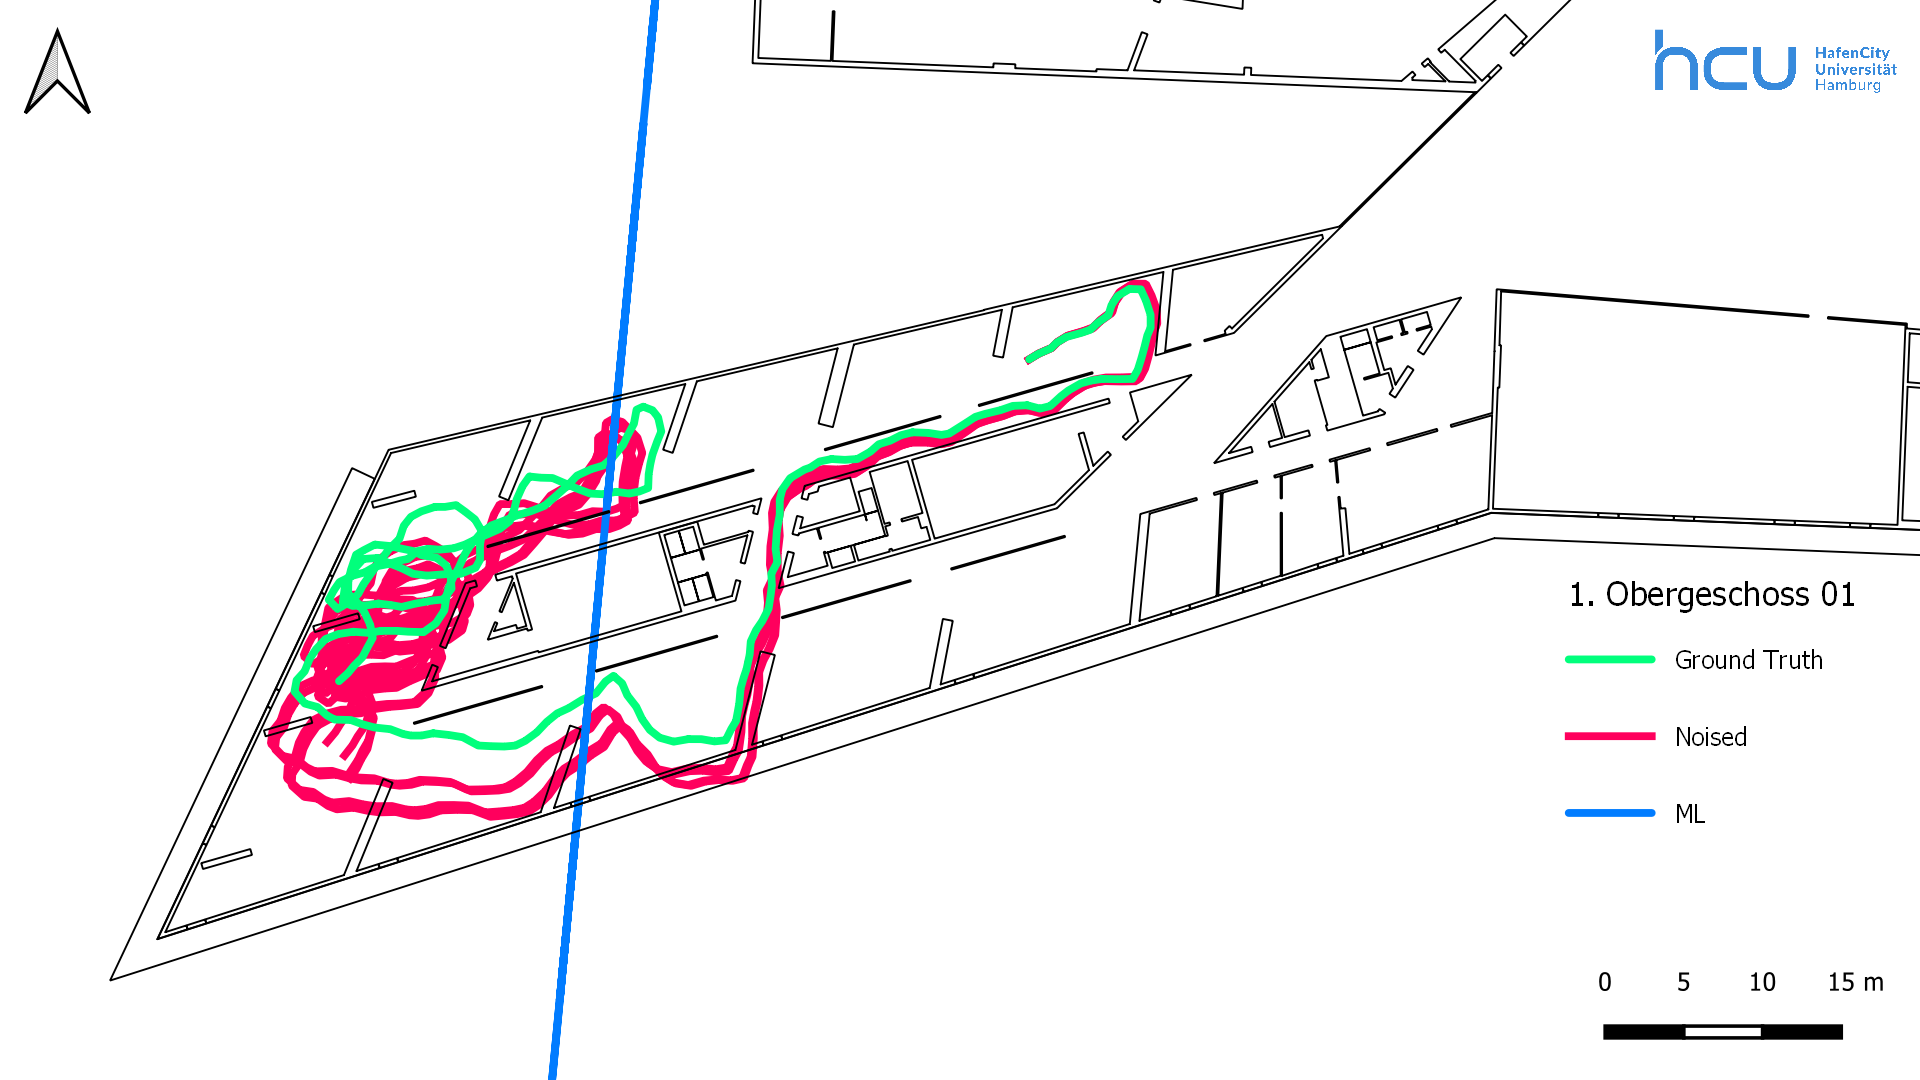 hcu
HafenCity
Universität
Hamburg
1. Obergeschoss 01
Ground Truth
Noised
ML
0 5 10 15 m